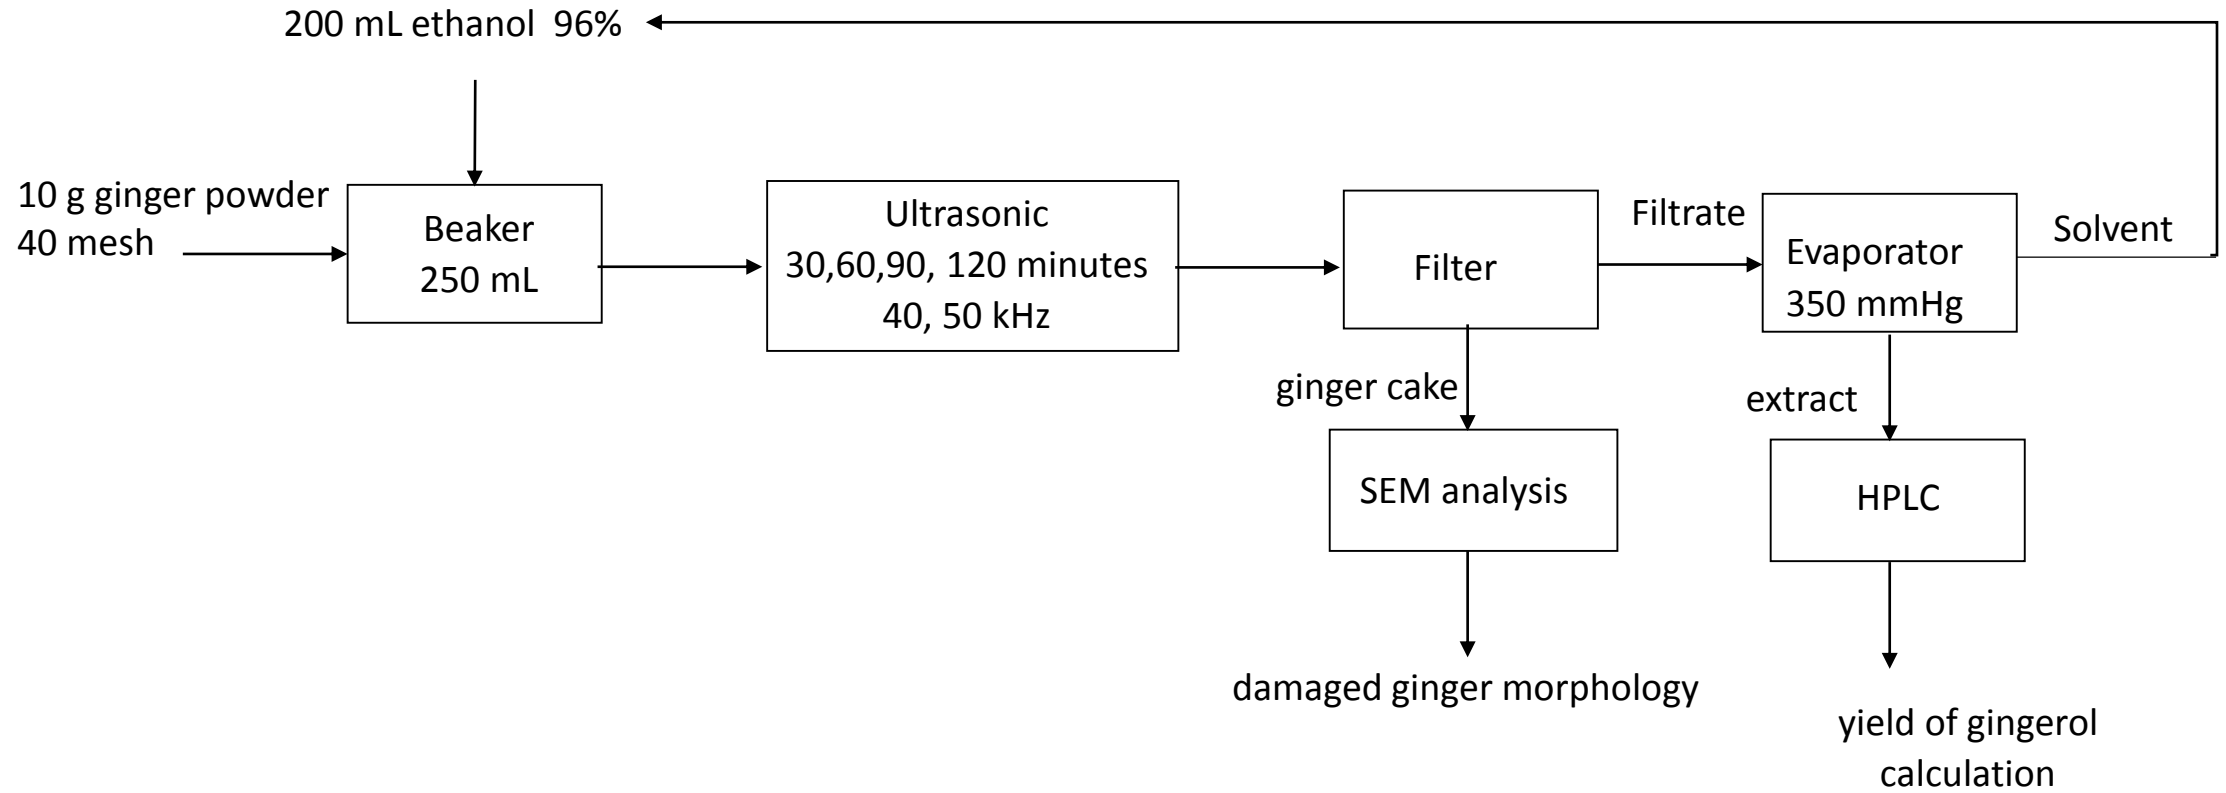 200 mL ethanol  96%
10 g ginger powder
40 mesh
Beaker
250 mL
Ultrasonic
30,60,90, 120 minutes
40, 50 kHz
Filter
Filtrate
Evaporator
350 mmHg
Solvent
ginger cake
extract
SEM analysis
HPLC
damaged ginger morphology
yield of gingerol
calculation